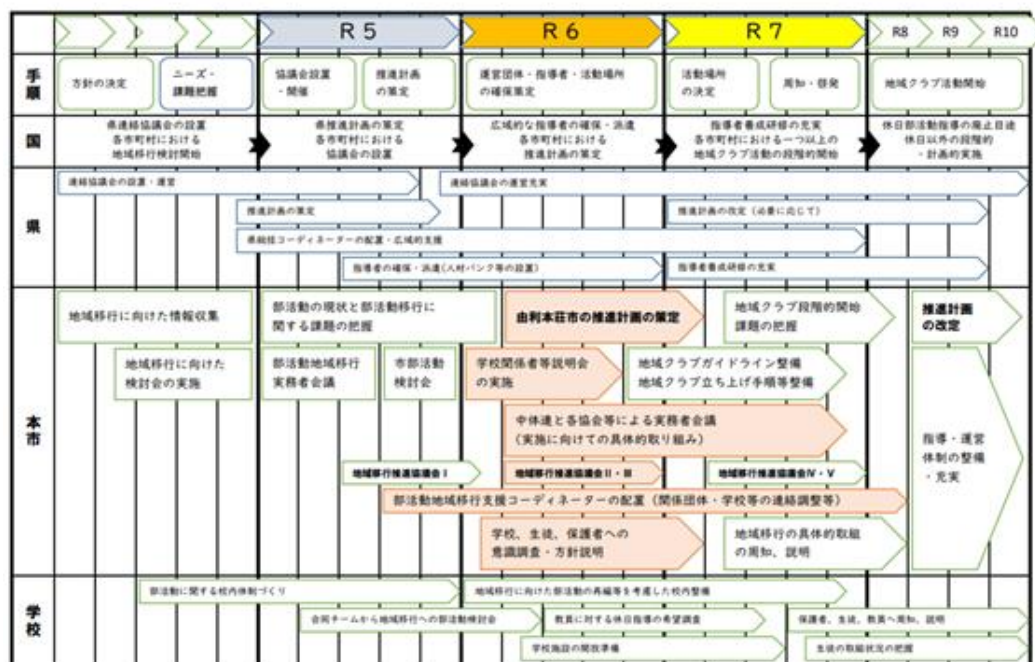 R5
R6
R7
R8
R9
R10
手順
方針の決定
ニーズ・
課題把握
協議会設置
・開催
推進計画
の策定
運営団体・指導者・活動場所
の確保策定
活動場所
の決定
周知・啓発
地域クラブ活動開始
国
県連絡協議会の設置
各市町村における
地域移行検討開始
県推進計画の策定
各市町村における
協議会の設置
広域的な指導者の確保・派遣
各市町村における
推進計画の策定
指導者養成研修の充実
各市町村における一つ以上の
地域クラブ活動の段階的開始
休日部活動指導の廃止目途
休日以外の段階的
・計画的実施
県
連絡協議会の設置・運営
連絡協議会の運営充実
推進計画の策定
推進計画の改定(必要に応じて)
県総括コーディネーターの配置・広域的支援
指導者の確保・派遣(人材バンク等の設置)
指導者養成研修の充実
本市
地域移行に向けた情報収集
部活動の現状と部活動移行に
関する課題の把握
由利本荘市の推進計画の策定
地域クラブ段階的開始
課題の把握
推進計画
の改定
地域移行に向けた
検討会の実施
部活動地域移行
実務者会議
市部活動
検討会
学校関係者等説明会
の実施
地域クラブガイドライン整備
地域クラブ立ち上げ手順等整備
中体連と各協会等による実務者会議
(実施に向けての具体的取り組み)
指導・運営
体制の整備
・充実
地域移行推進協議会Ⅰ
地域移行推進協議会Ⅱ・Ⅲ
地域移行推進協議会Ⅳ・Ⅴ
部活動地域移行支援コーディネーターの配置(関係団体・学校等の連絡調整等)
学校、生徒、保護者への
意識調査・方針説明
地域移行の具体的取組
の周知、説明
学校
部活動に関する校内体制づくり
地域移行に向けた部活動の再編等を考慮した校内整備
合同チームから地域移行への部活動検討会
教員に対する休日指導の希望調査
保護者、生徒、教員へ周知、説明
学校施設の開放準備
生徒の取組状況の把握